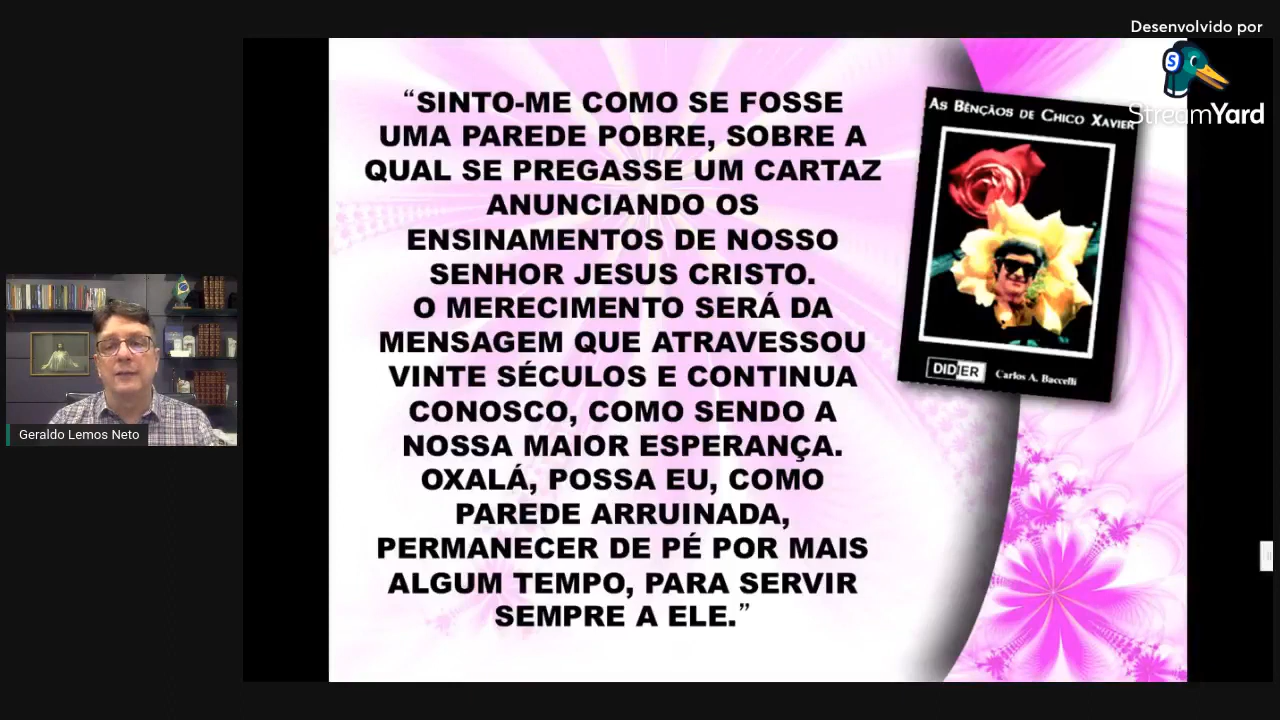 Desenvolvido por
StreamYard
“SINTO-ME COMO SE FOSSE
UMA PAREDE POBRE, SOBRE A
QUAL SE PREGASSE UM CARTAZ
ANUNCIANDO OS
ENSINAMENTOS DE NOSSO
SENHOR JESUS CRISTO.
O MERECIMENTO SERÁ DA
MENSAGEM QUE ATRAVESSOU
VINTE SÉCULOS E CONTINUA
CONOSCO, COMO SENDO A
NOSSA MAIOR ESPERANÇA.
OXALÁ, POSSA EU, COMO
PAREDE ARRUINADA,
PERMANECER DE PÉ POR MAIS
ALGUM TEMPO, PARA SERVIR
SEMPRE A ELE.”
AS BÊNÇÃOS DE CHICO XAVIER
DIDIER
Carlos A. Baccelli
Geraldo Lemos Neto